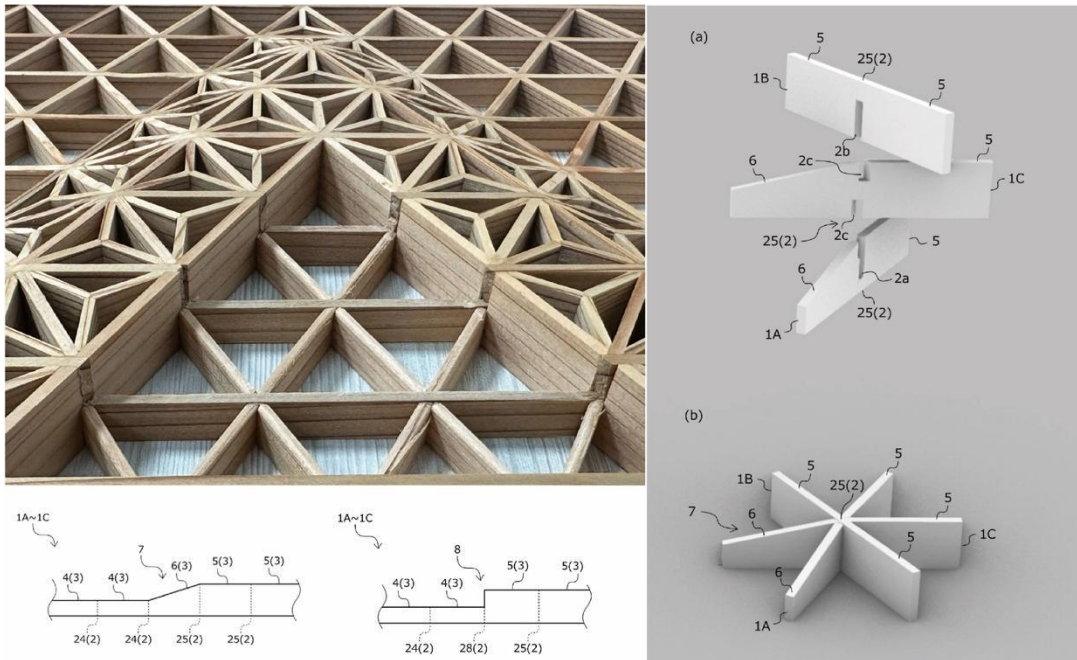 1A~1C
7
4(3) 4(3) 6(3) 5(3) 5(3)
24(2) 24(2) 25(2) 25(2)
1A~1C
8
4(3) 4(3) 5(3) 5(3)
24(2) 28(2) 25(2)
(a)
5
25(2)
1B
5
2b
2c
5
6
1C
25(2)
2c
5
6
2a
25(2)
1A
(b)
5
1B
5
25(2)
7
6
5
1C
5
6
1A